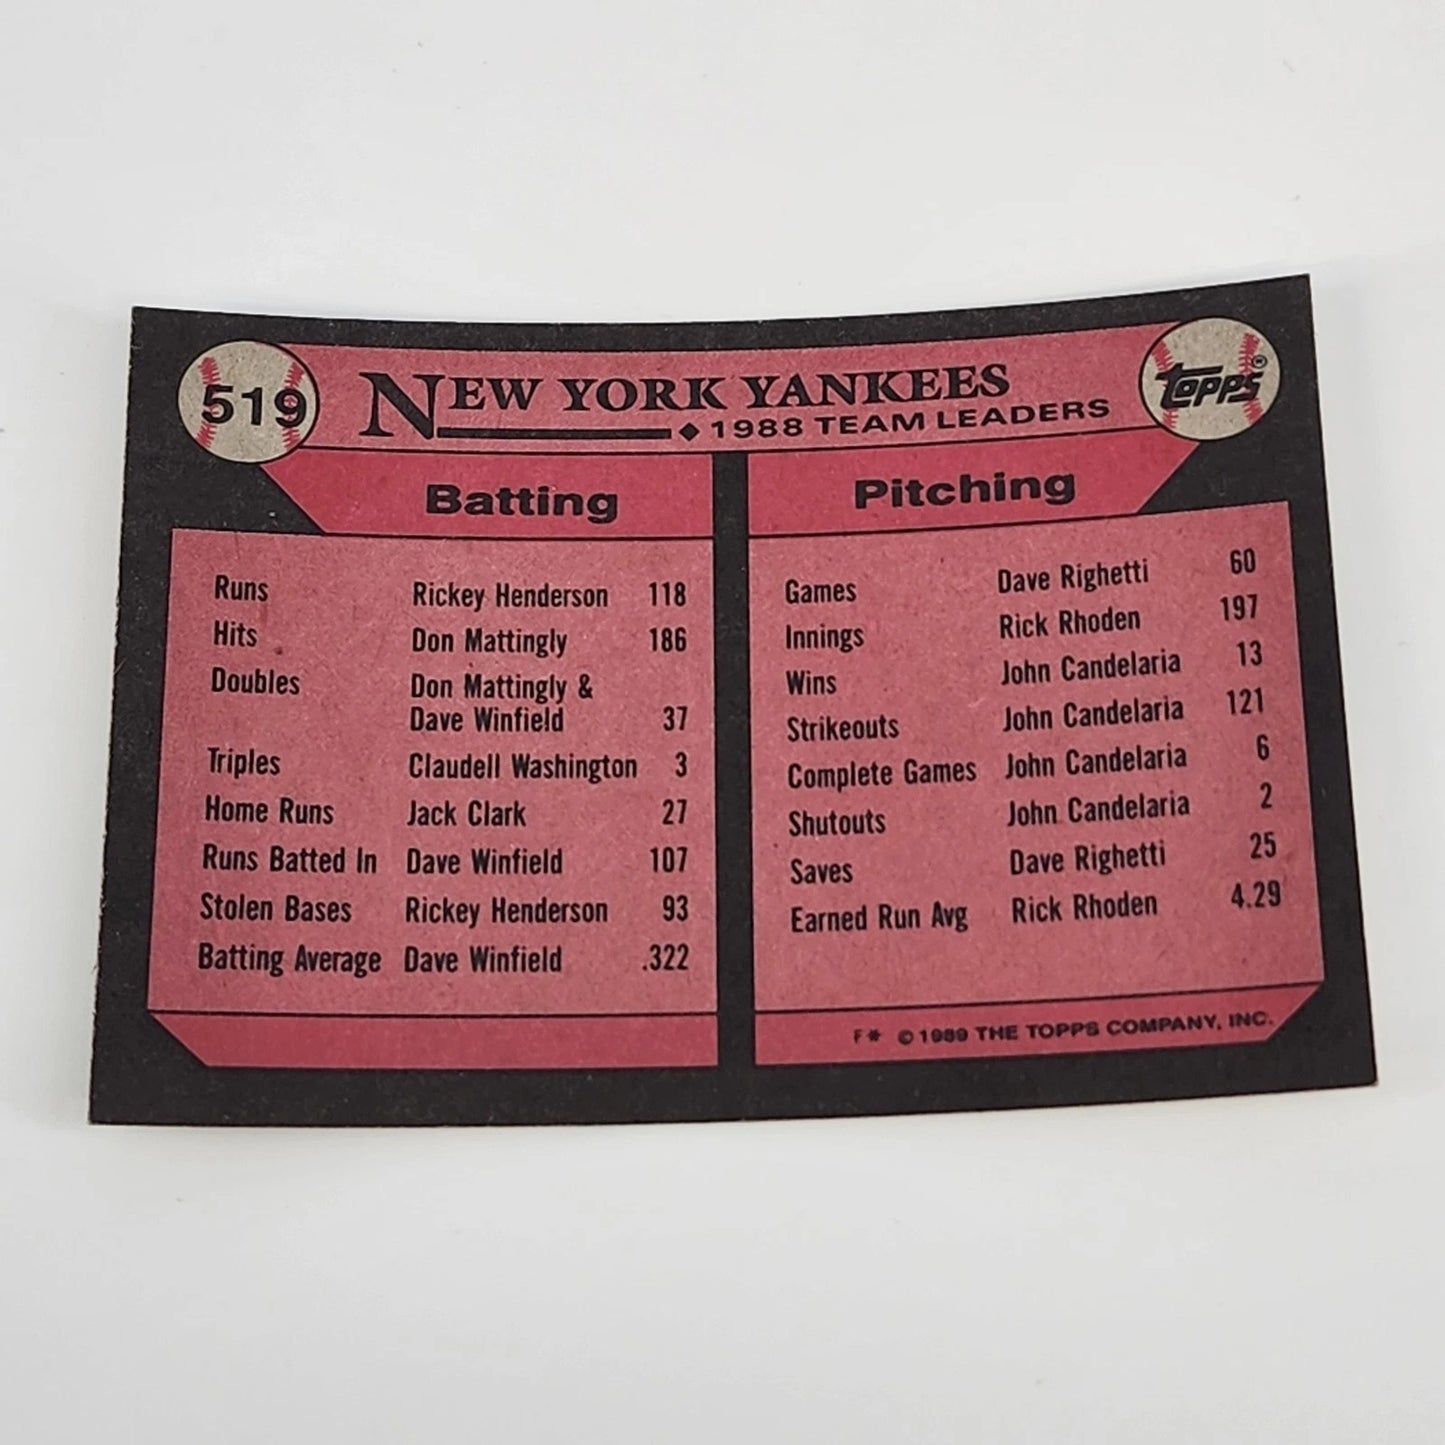 519
NEW YORK YANKEES
◆ 1988 TEAM LEADERS
TOPPS®
Batting
Runs Rickey Henderson 118
Hits Don Mattingly 186
Doubles Don Mattingly &
Dave Winfield 37
Triples Claudell Washington 3
Home Runs Jack Clark 27
Runs Batted In Dave Winfield 107
Stolen Bases Rickey Henderson 93
Batting Average Dave Winfield .322
Pitching
Games Dave Righetti 60
Innings Rick Rhoden 197
Wins John Candelaria 13
Strikeouts John Candelaria 121
Complete Games John Candelaria 6
Shutouts John Candelaria 2
Saves Dave Righetti 25
Earned Run Avg Rick Rhoden 4.29
F* © 1989 THE TOPPS COMPANY, INC.